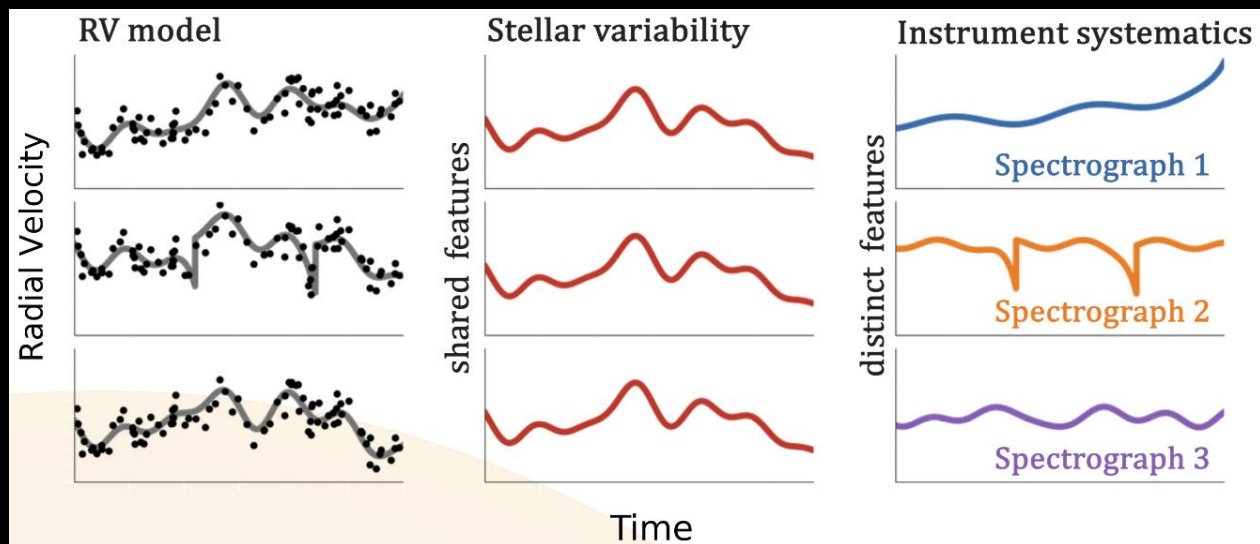 RV model
Stellar variability
Instrument systematics
Radial Velocity
shared features
distinct features
Spectrograph 1
Spectrograph 2
Spectrograph 3
Time